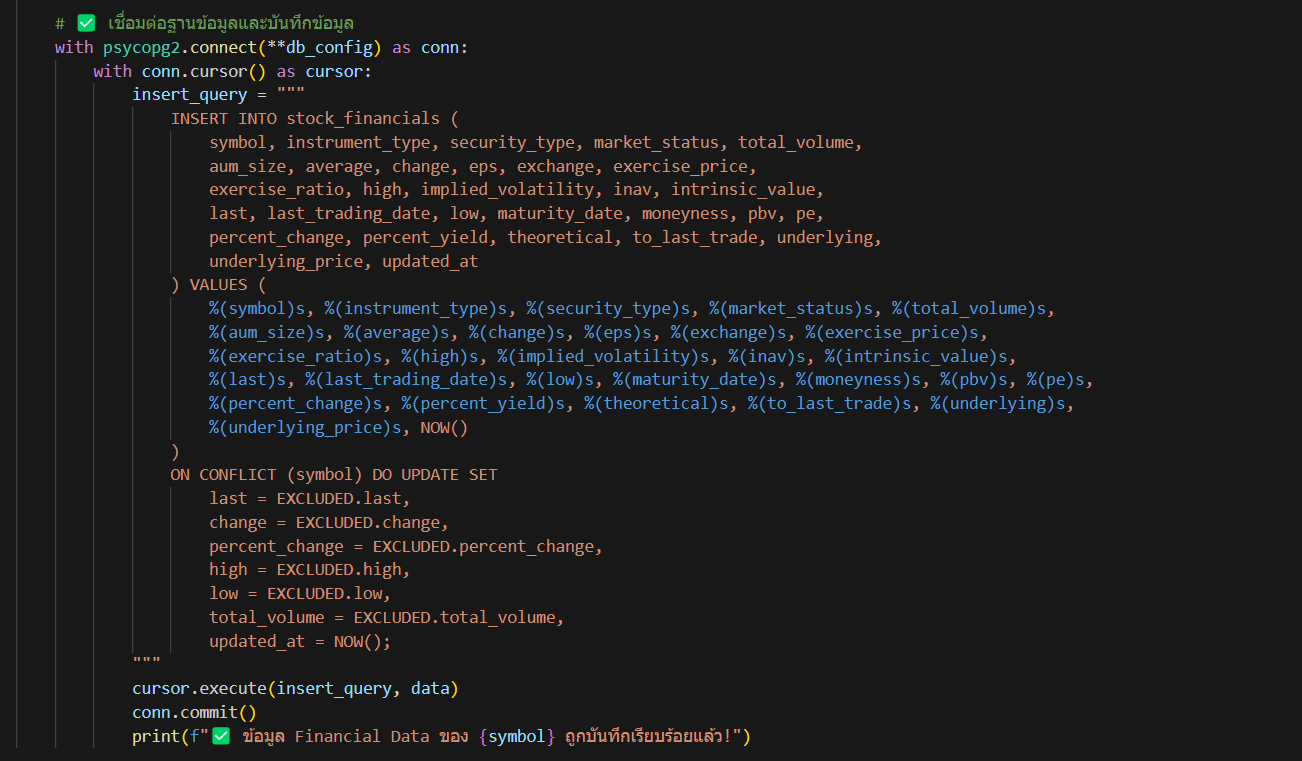 # ✅ เชื่อมต่อฐานข้อมูลและบันทึกข้อมูล
with psycopg2.connect(**db_config) as conn:
    with conn.cursor() as cursor:
        insert_query = """
            INSERT INTO stock_financials (
                symbol, instrument_type, security_type, market_status, total_volume,
                aum_size, average, change, eps, exchange, exercise_price,
                exercise_ratio, high, implied_volatility, inav, intrinsic_value,
                last, last_trading_date, low, maturity_date, moneyness, pbv, pe,
                percent_change, percent_yield, theoretical, to_last_trade, underlying,
                underlying_price, updated_at
            ) VALUES (
                %(symbol)s, %(instrument_type)s, %(security_type)s, %(market_status)s, %(total_volume)s,
                %(aum_size)s, %(average)s, %(change)s, %(eps)s, %(exchange)s, %(exercise_price)s,
                %(exercise_ratio)s, %(high)s, %(implied_volatility)s, %(inav)s, %(intrinsic_value)s,
                %(last)s, %(last_trading_date)s, %(low)s, %(maturity_date)s, %(moneyness)s, %(pbv)s, %(pe)s,
                %(percent_change)s, %(percent_yield)s, %(theoretical)s, %(to_last_trade)s, %(underlying)s,
                %(underlying_price)s, NOW()
            )
            ON CONFLICT (symbol) DO UPDATE SET
                last = EXCLUDED.last,
                change = EXCLUDED.change,
                percent_change = EXCLUDED.percent_change,
                high = EXCLUDED.high,
                low = EXCLUDED.low,
                total_volume = EXCLUDED.total_volume,
                updated_at = NOW();
        """
        cursor.execute(insert_query, data)
        conn.commit()
        print(f"✅ ข้อมูล Financial Data ของ {symbol} ถูกบันทึกเรียบร้อยแล้ว!")